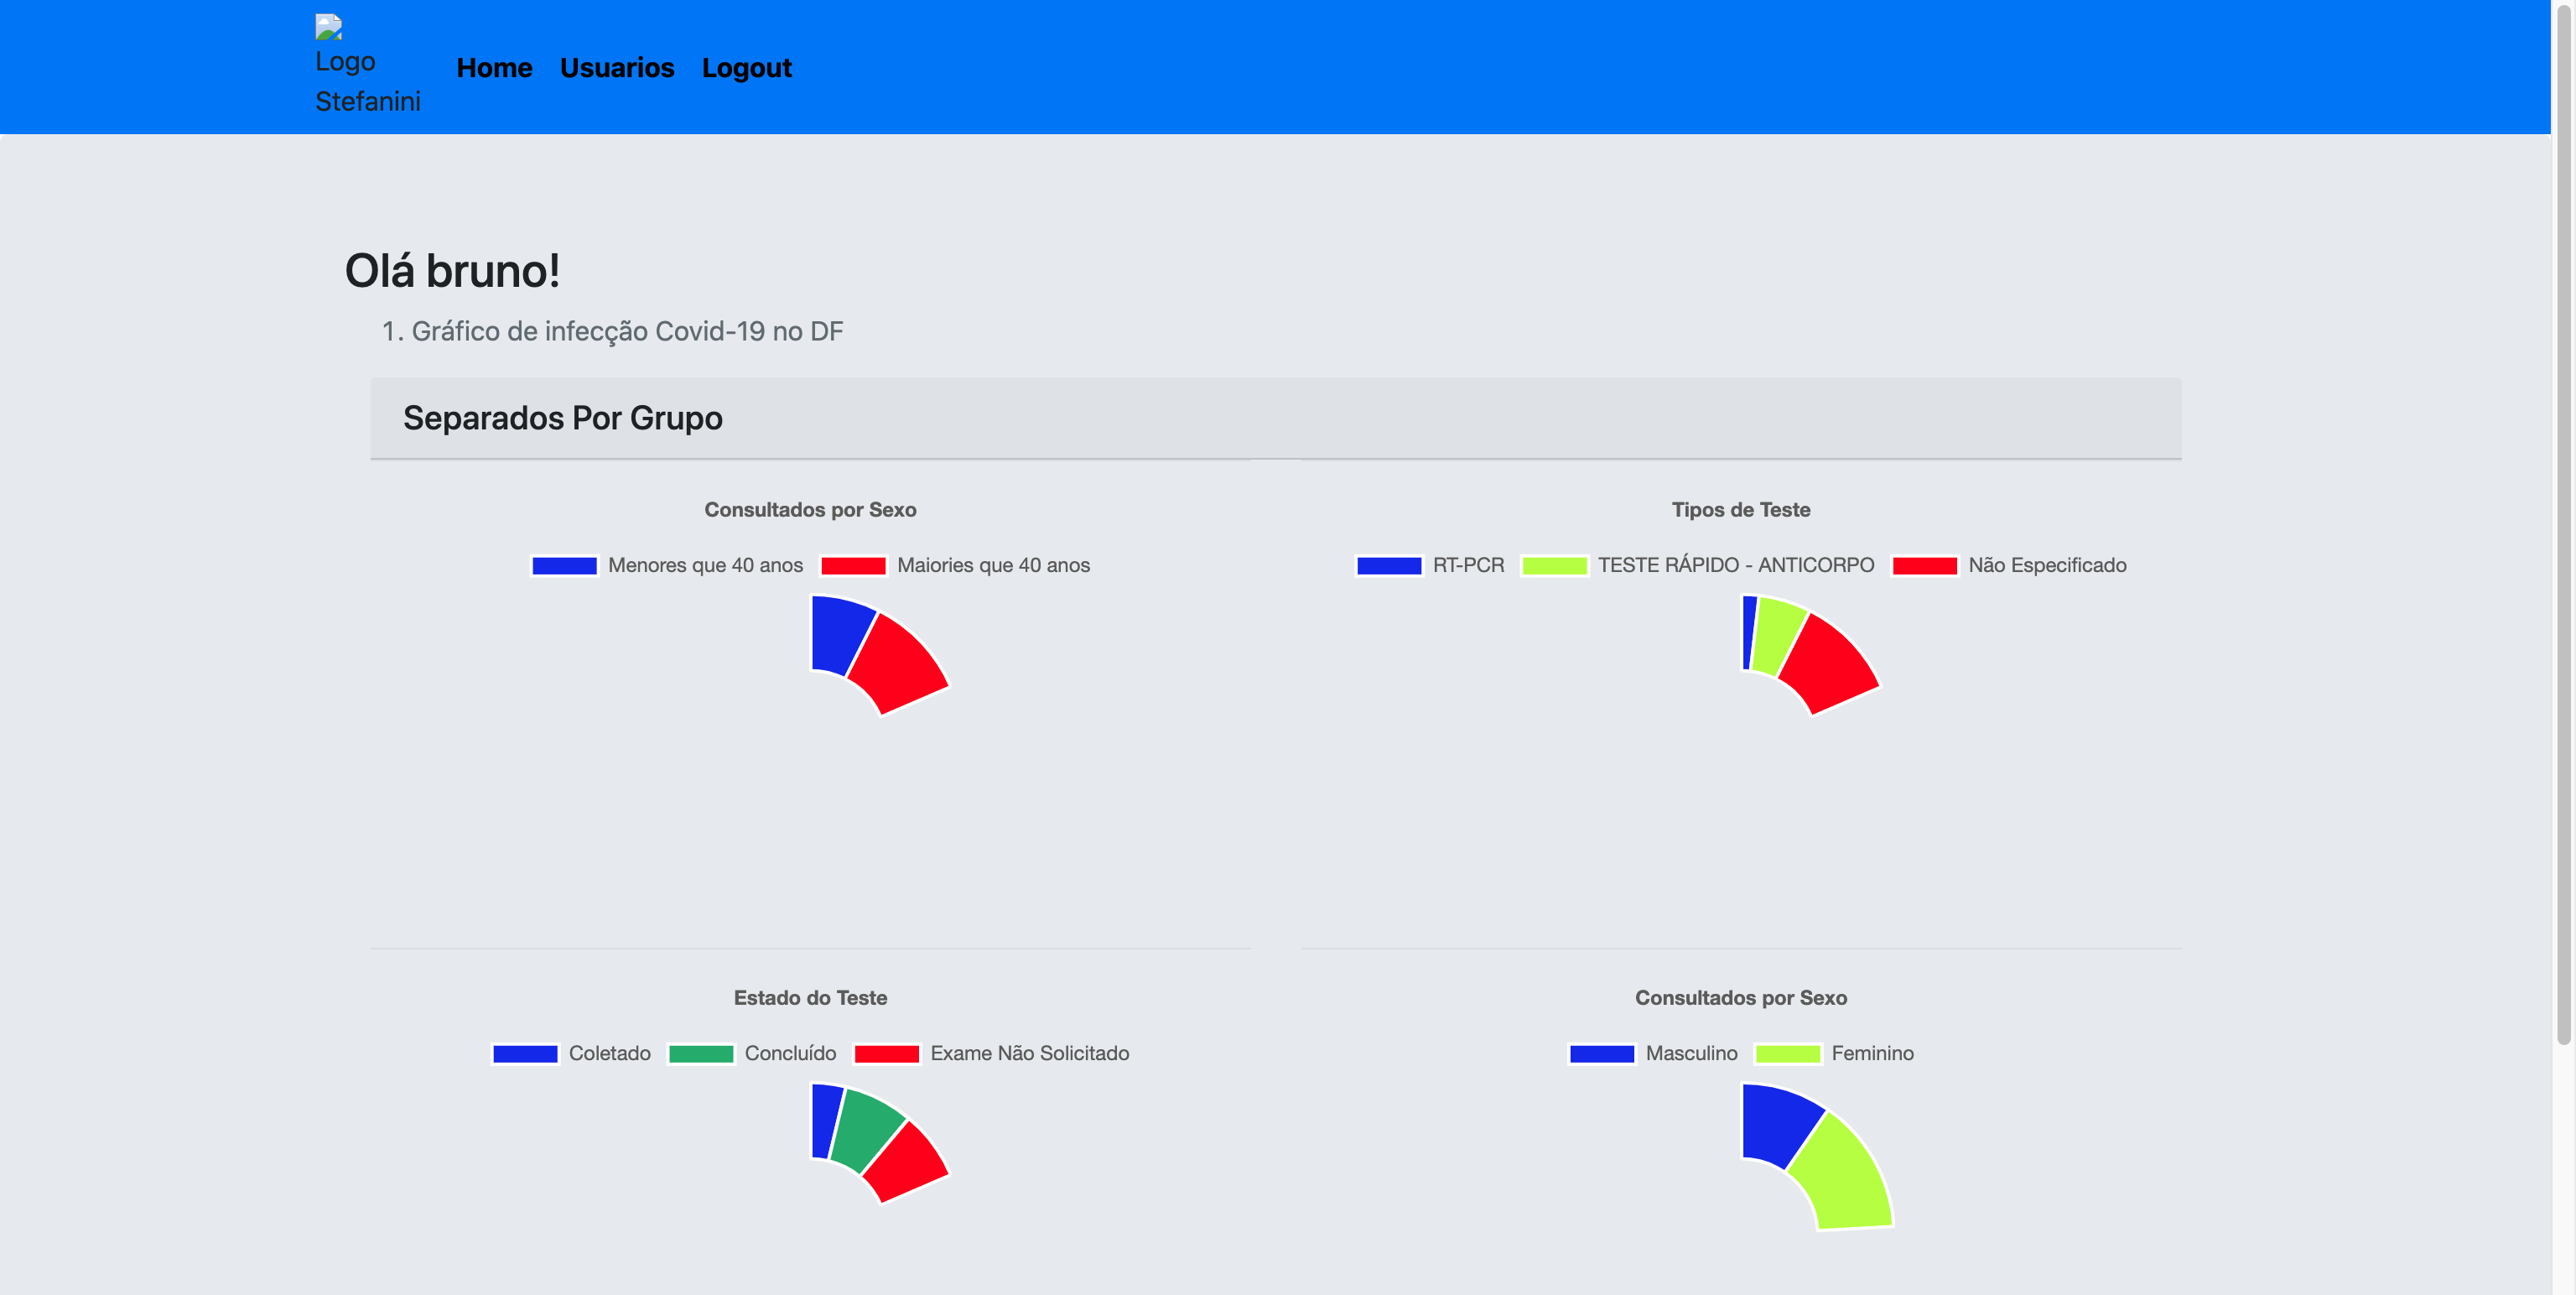 Logo
Stefanini
Home Usuarios Logout
Olá bruno!
1. Gráfico de infecção Covid-19 no DF
Separados Por Grupo
Consultados por Sexo
Menores que 40 anos Maiories que 40 anos
Tipos de Teste
RT-PCR TESTE RÁPIDO - ANTICORPO Não Especificado
Estado do Teste
Coletado Concluído Exame Não Solicitado
Consultados por Sexo
Masculino Feminino